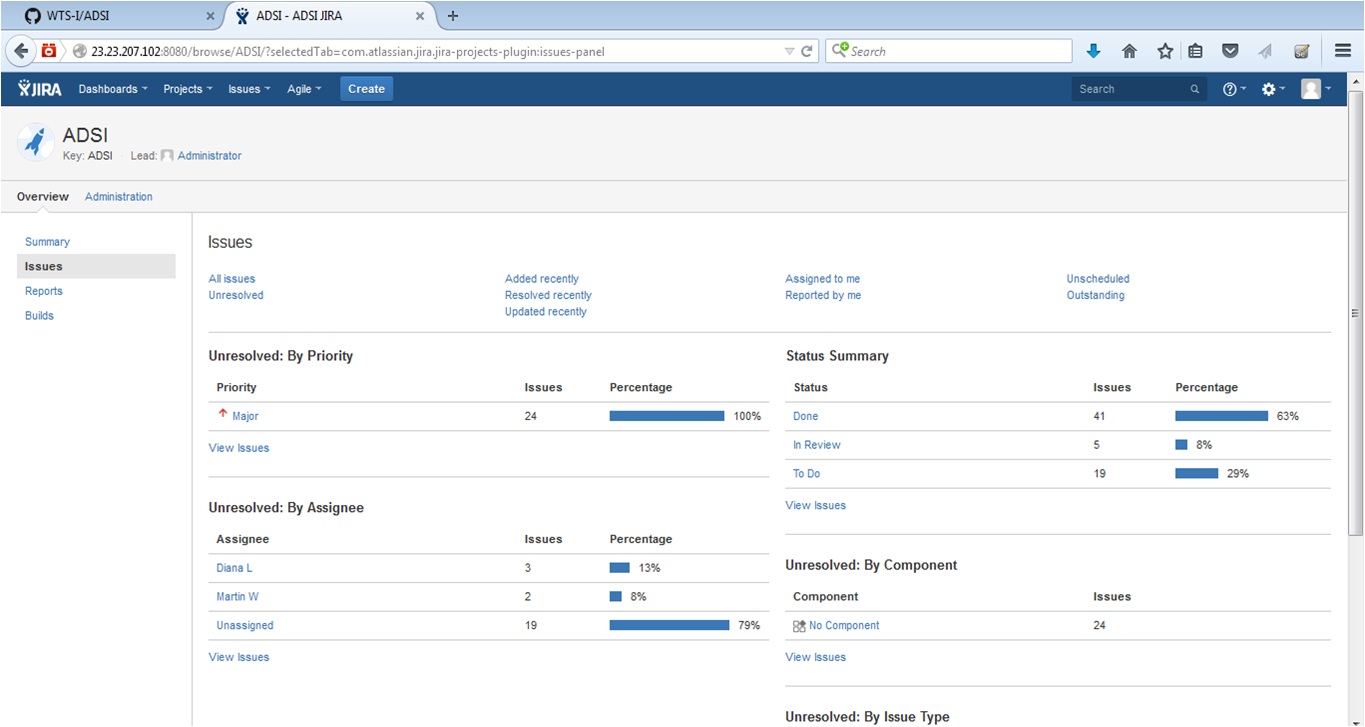 WTS-I/ADSI
ADSI - ADSI JIRA
23.23.207.102:8080/browse/ADSI/?selectedTab=com.atlassian.jira.jira-projects-plugin:issues-panel
Search
JIRA Dashboards Projects Issues Agile Create Search
ADSI
Key: ADSI · Lead: Administrator
Overview Administration
Summary
Issues
Reports
Builds
Issues
All issues Added recently Assigned to me Unscheduled
Unresolved Resolved recently Reported by me Outstanding
Updated recently
Unresolved: By Priority
Priority Issues Percentage
Major 24 100%
View Issues
Unresolved: By Assignee
Assignee Issues Percentage
Diana L 3 13%
Martin W 2 8%
Unassigned 19 79%
View Issues
Status Summary
Status Issues Percentage
Done 41 63%
In Review 5 8%
To Do 19 29%
View Issues
Unresolved: By Component
Component Issues
No Component 24
View Issues
Unresolved: By Issue Type